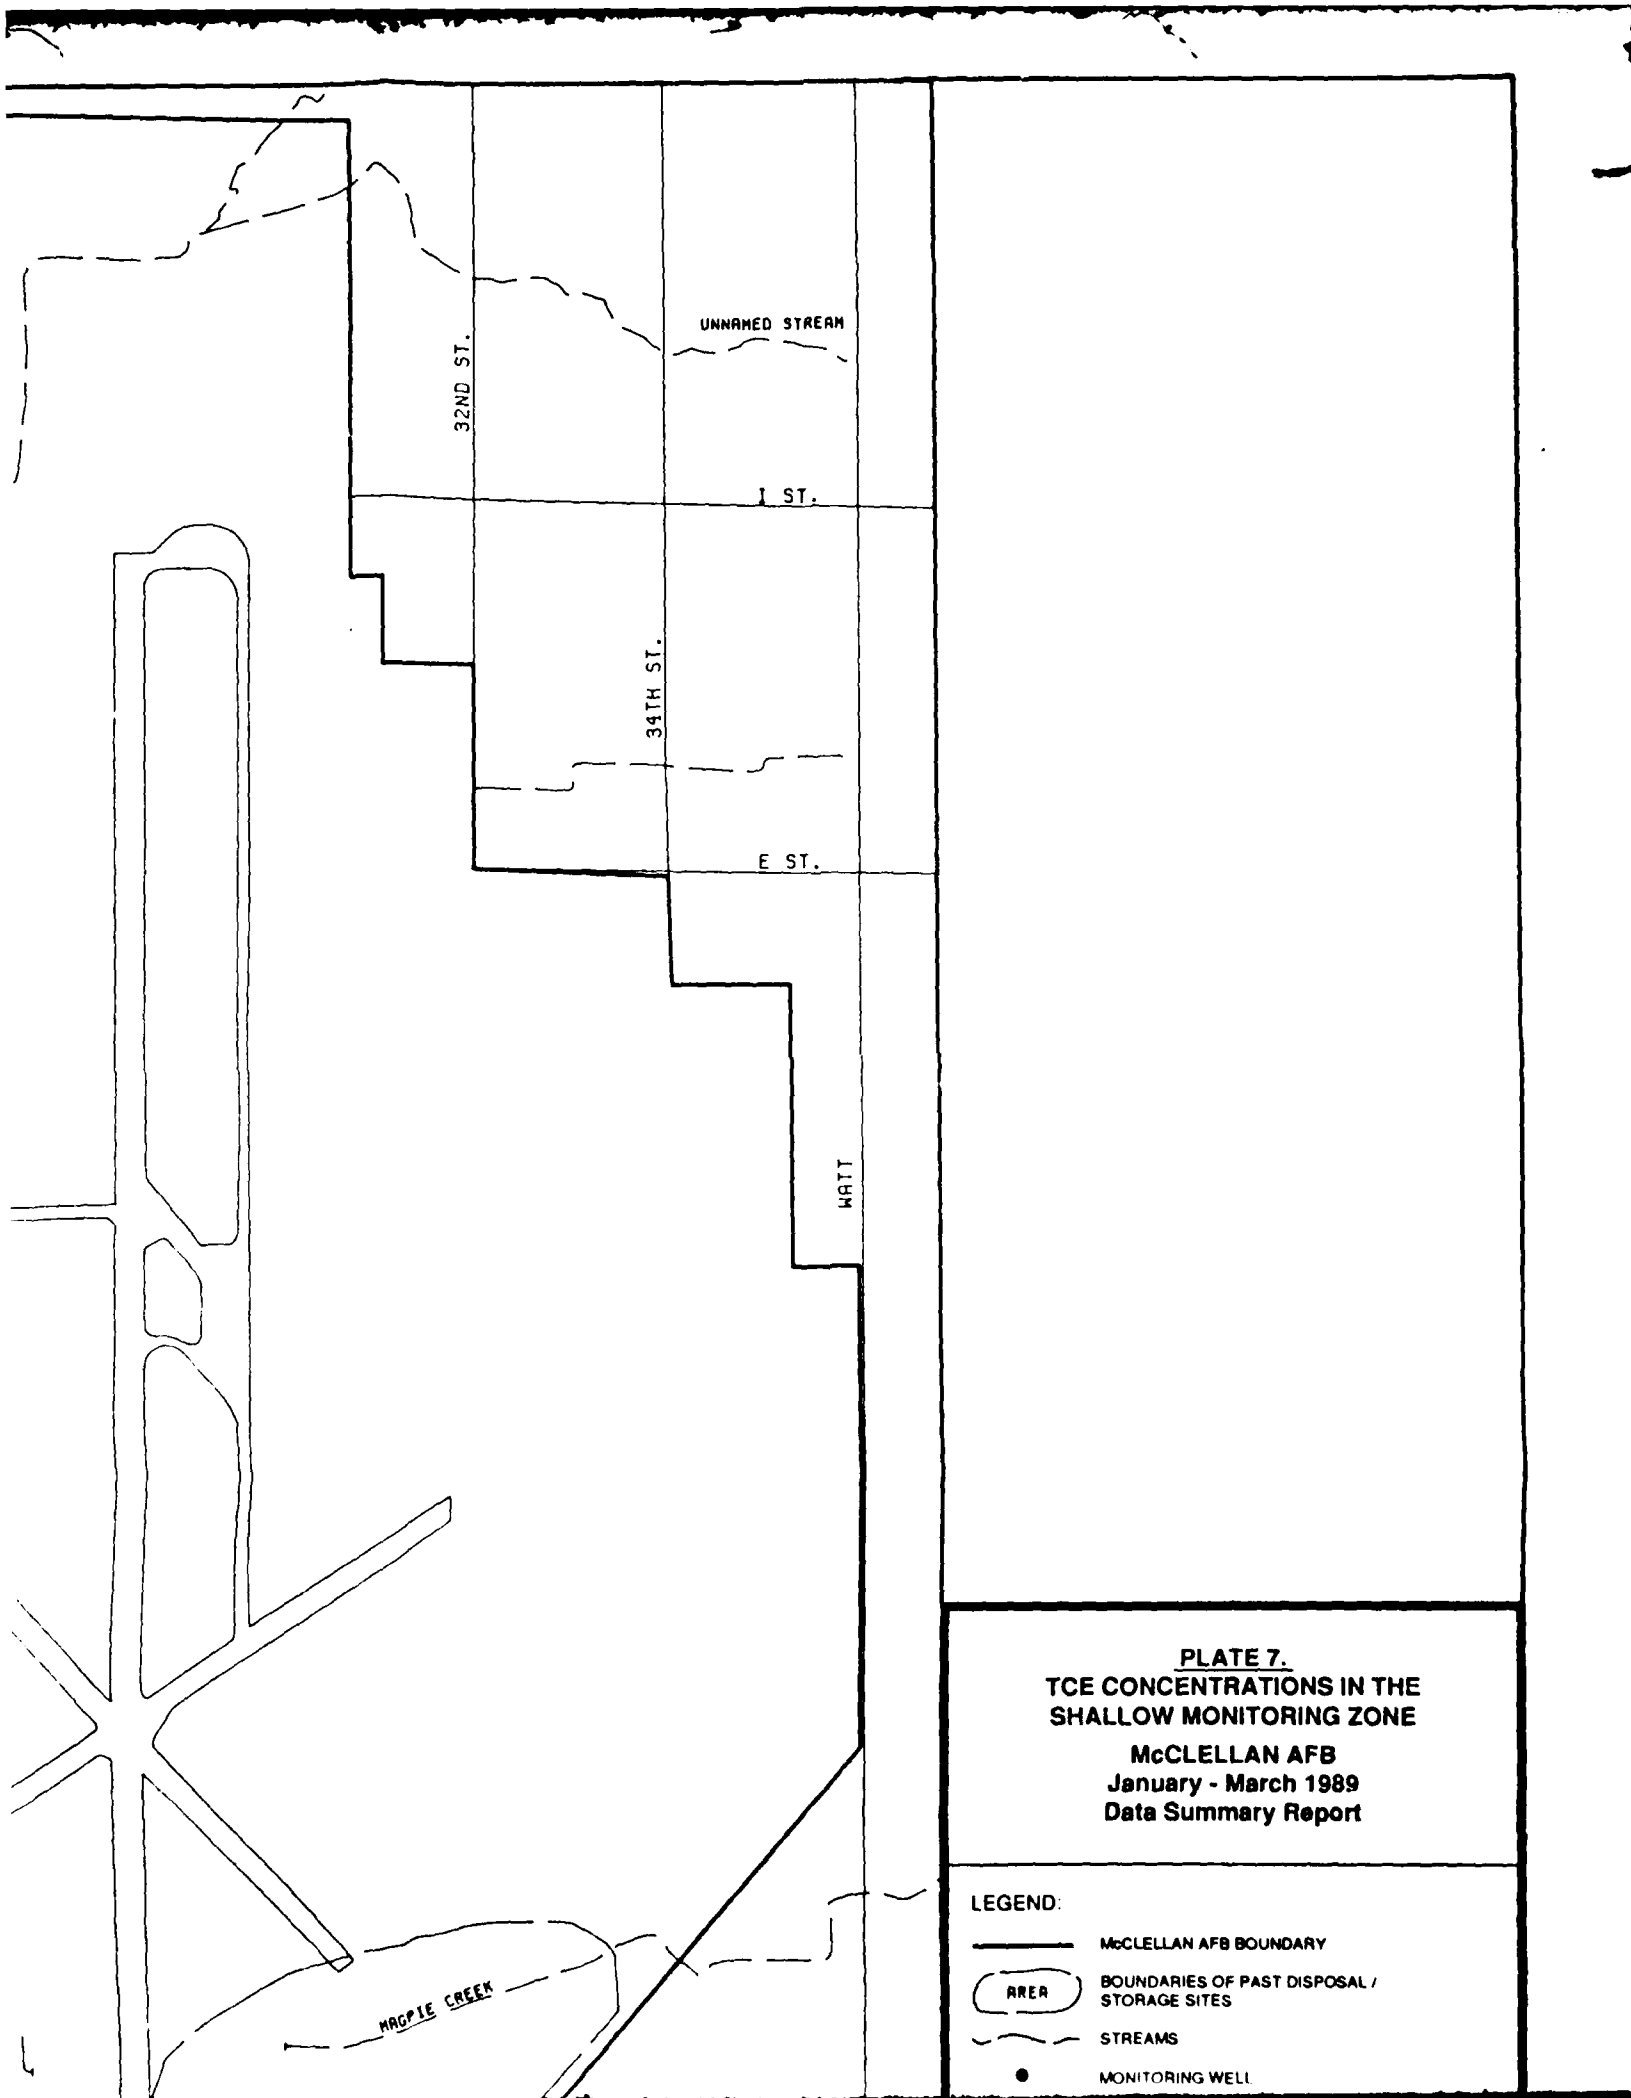 UNNAMED STREAM
32ND ST.
I ST.
34TH ST.
E ST.
WATT
MAGPIE CREEK
PLATE 7.
TCE CONCENTRATIONS IN THE
SHALLOW MONITORING ZONE
McCLELLAN AFB
January - March 1989
Data Summary Report
LEGEND:
McCLELLAN AFB BOUNDARY
AREA
BOUNDARIES OF PAST DISPOSAL /
STORAGE SITES
STREAMS
MONITORING WELL